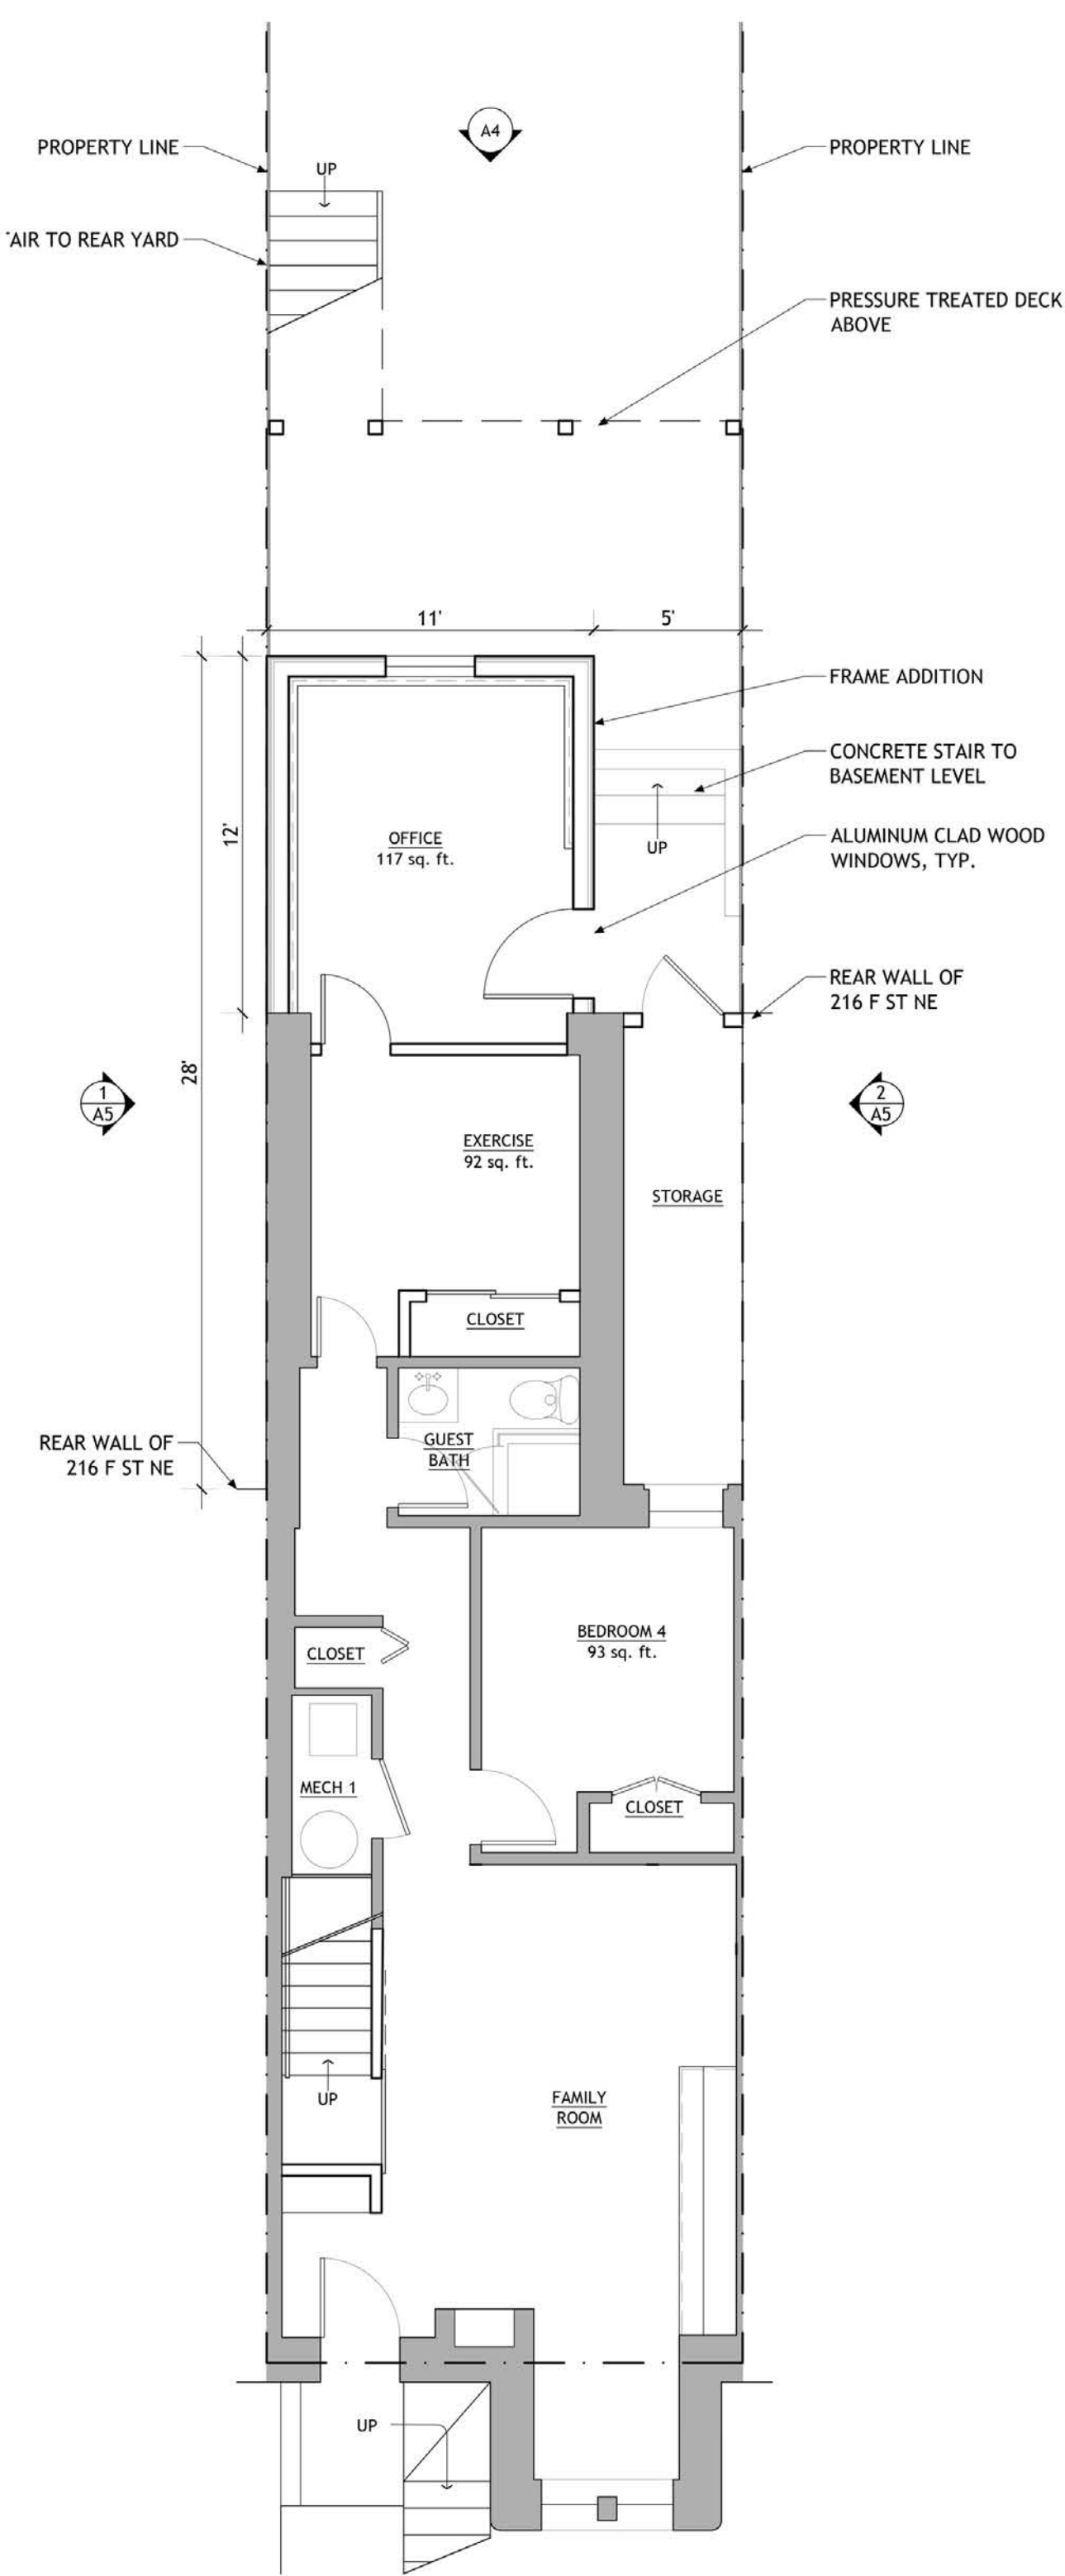 A4
PROPERTY LINE
PROPERTY LINE
UP
'AIR TO REAR YARD
PRESSURE TREATED DECK
ABOVE
11'
5'
FRAME ADDITION
CONCRETE STAIR TO
BASEMENT LEVEL
12'
OFFICE
117 sq. ft.
UP
ALUMINUM CLAD WOOD
WINDOWS, TYP.
REAR WALL OF
216 F ST NE
28'
1
A5
2
A5
EXERCISE
92 sq. ft.
STORAGE
CLOSET
REAR WALL OF
216 F ST NE
GUEST
BATH
BEDROOM 4
93 sq. ft.
CLOSET
MECH 1
CLOSET
UP
FAMILY
ROOM
UP